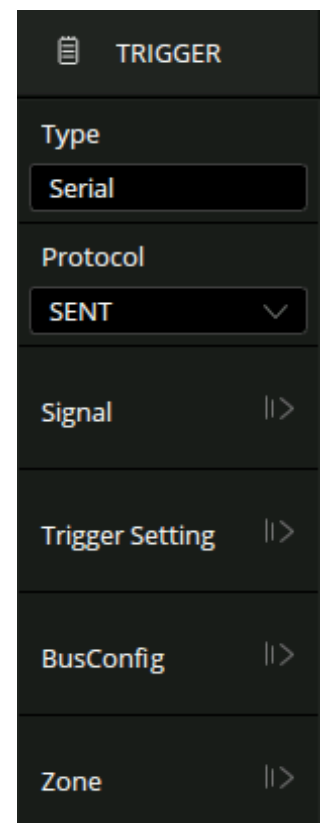 TRIGGER
Type
Serial
Protocol
SENT
Signal
Trigger Setting
BusConfig
Zone